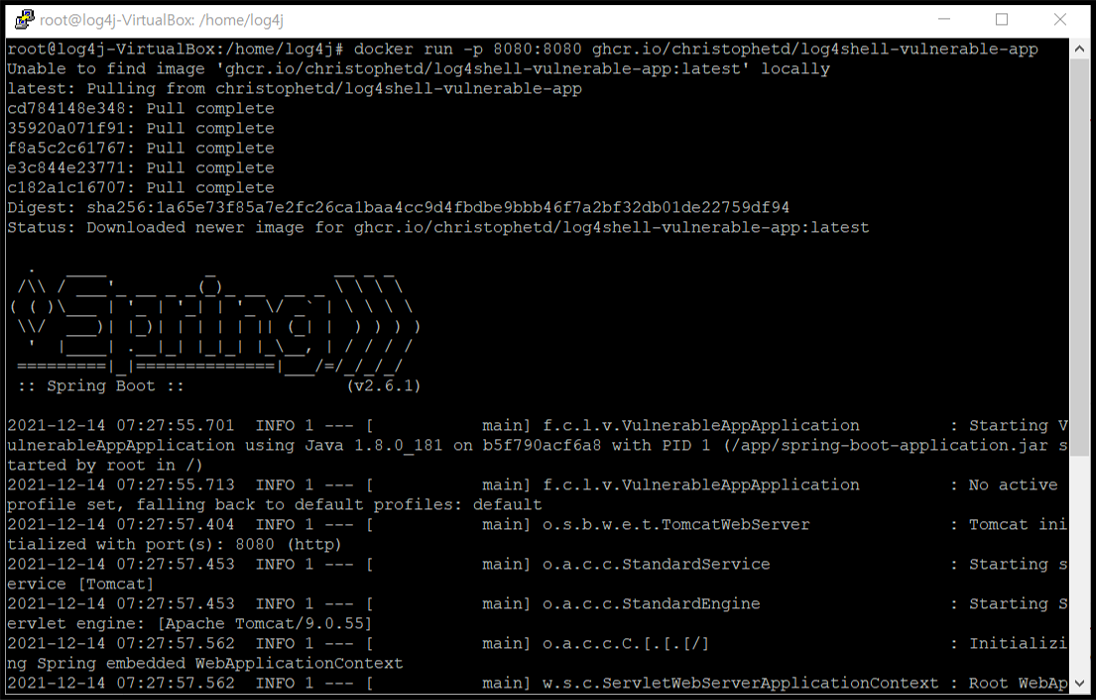 root@log4j-VirtualBox: /home/log4j
root@log4j-VirtualBox:/home/log4j# docker run -p 8080:8080 ghcr.io/christophetd/log4shell-vulnerable-app
Unable to find image 'ghcr.io/christophetd/log4shell-vulnerable-app:latest' locally
latest: Pulling from christophetd/log4shell-vulnerable-app
cd784148e348: Pull complete
35920a071f91: Pull complete
f8a5c2c61767: Pull complete
e3c844e23771: Pull complete
c182a1c16707: Pull complete
Digest: sha256:1a65e73f85a7e2fc26ca1baa4cc9d4fbdbe9bbb46f7a2bf32db01de22759df94
Status: Downloaded newer image for ghcr.io/christophetd/log4shell-vulnerable-app:latest
Spring
:: Spring Boot ::                (v2.6.1)
2021-12-14 07:27:55.701  INFO 1 --- [           main] f.c.l.v.VulnerableAppApplication         : Starting V
ulnerableAppApplication using Java 1.8.0_181 on b5f790acf6a8 with PID 1 (/app/spring-boot-application.jar s
tarted by root in /)
2021-12-14 07:27:55.713  INFO 1 --- [           main] f.c.l.v.VulnerableAppApplication         : No active
profile set, falling back to default profiles: default
2021-12-14 07:27:57.404  INFO 1 --- [           main] o.s.b.w.e.t.TomcatWebServer              : Tomcat ini
tialized with port(s): 8080 (http)
2021-12-14 07:27:57.453  INFO 1 --- [           main] o.a.c.c.StandardService                  : Starting s
ervice [Tomcat]
2021-12-14 07:27:57.453  INFO 1 --- [           main] o.a.c.c.StandardEngine                   : Starting S
ervlet engine: [Apache Tomcat/9.0.55]
2021-12-14 07:27:57.562  INFO 1 --- [           main] o.a.c.c.C.[.[.[/]                        : Initializi
ng Spring embedded WebApplicationContext
2021-12-14 07:27:57.562  INFO 1 --- [           main] w.s.c.ServletWebServerApplicationContext : Root WebAp